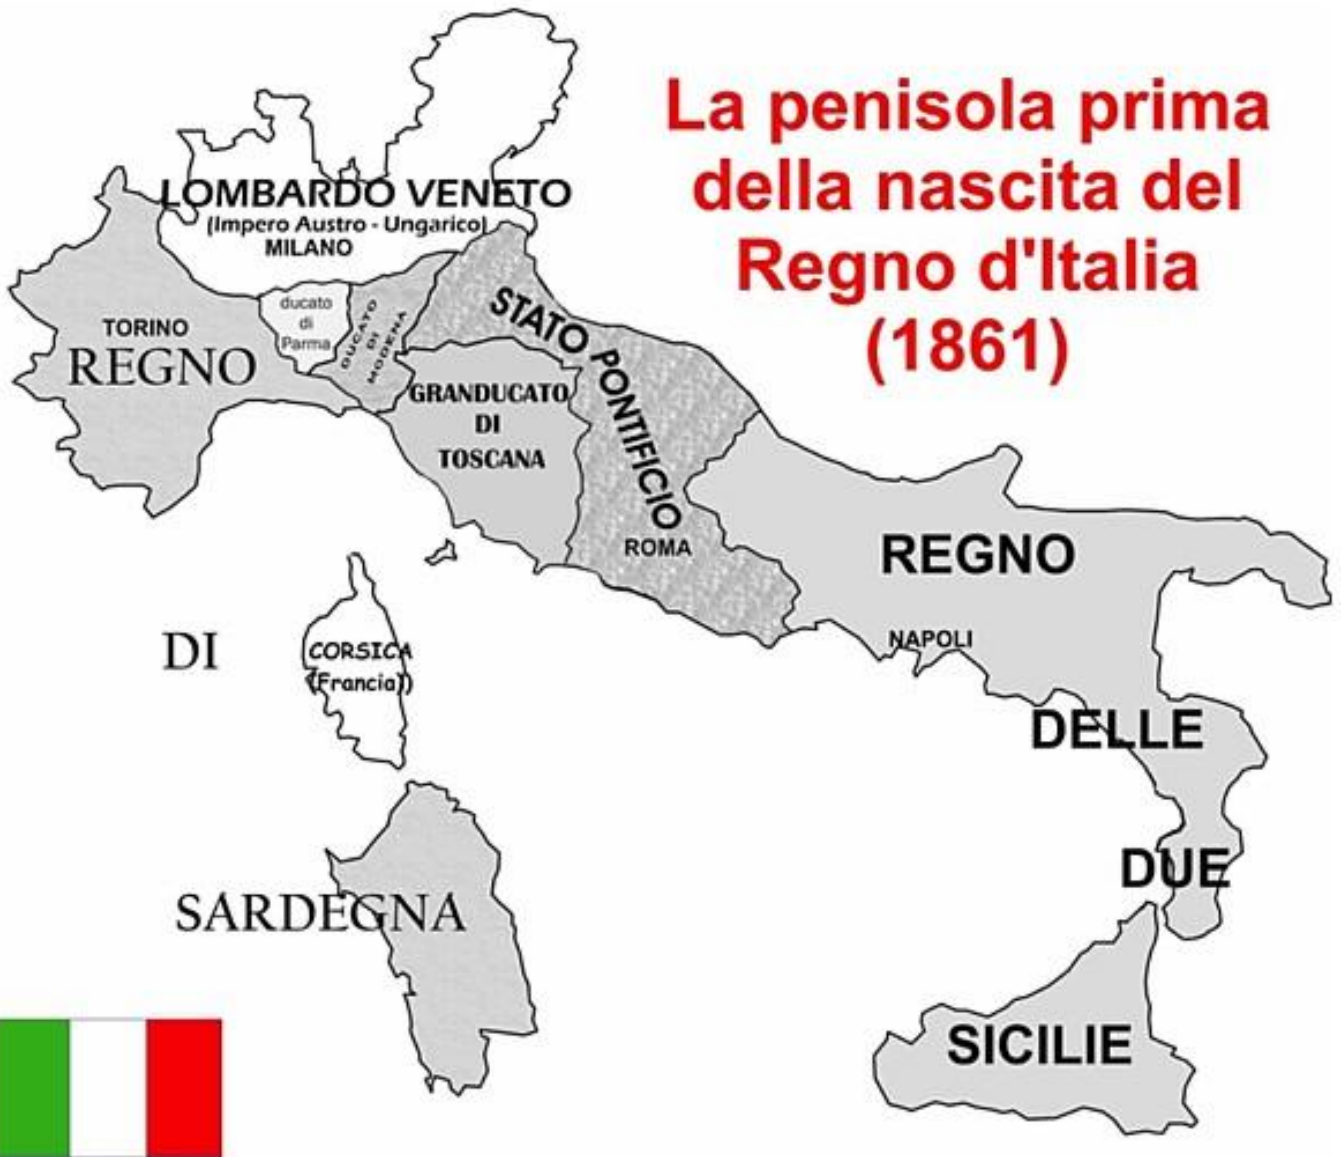 La penisola prima
della nascita del
Regno d'Italia
(1861)
LOMBARDO VENETO
(Impero Austro - Ungarico)
MILANO
TORINO
REGNO
DI
SARDEGNA
ducato
di
Parma
DUCATO
DI
MODENA
STATO PONTIFICIO
ROMA
GRANDUCATO
DI
TOSCANA
CORSICA
(Francia))
REGNO
NAPOLI
DELLE
DUE
SICILIE